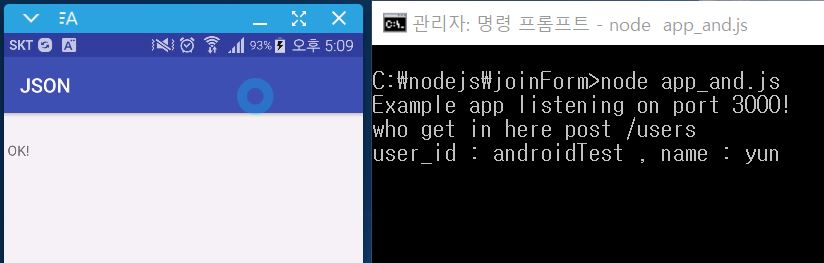 SKT 93% 오후 5:09
JSON
OK!
관리자: 명령 프롬프트 - node  app_and.js
C:₩nodejs₩joinForm>node app_and.js
Example app listening on port 3000!
who get in here post /users
user_id : androidTest , name : yun